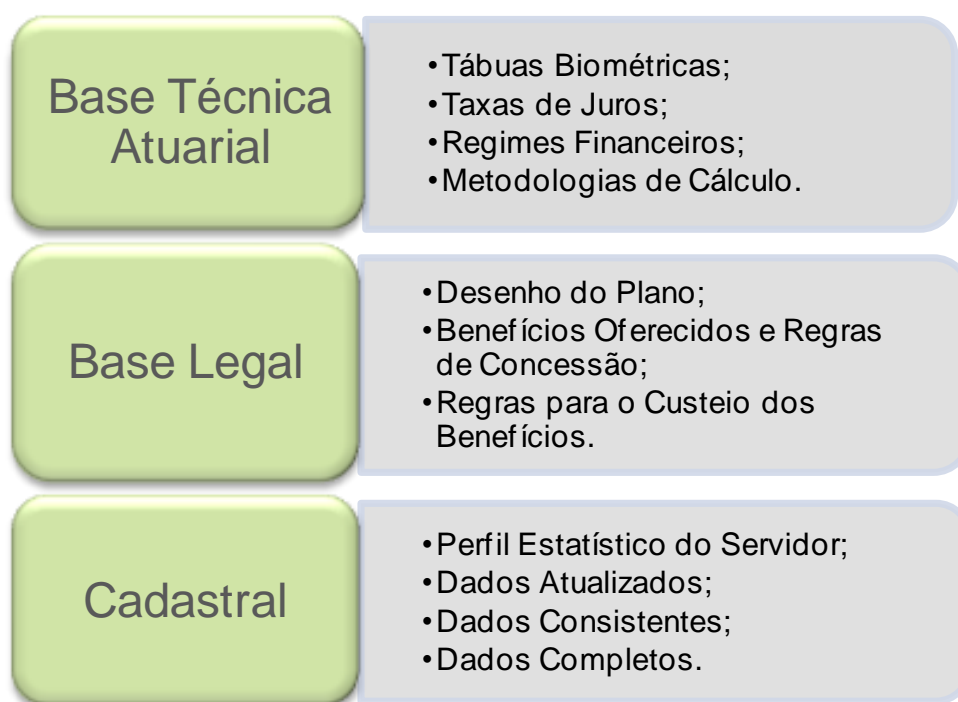 Base Técnica
Atuarial
•Tábuas Biométricas;
•Taxas de Juros;
•Regimes Financeiros;
•Metodologias de Cálculo.
Base Legal
•Desenho do Plano;
•Benefícios Oferecidos e Regras
de Concessão;
•Regras para o Custeio dos
Benefícios.
Cadastral
•Perfil Estatístico do Servidor;
•Dados Atualizados;
•Dados Consistentes;
•Dados Completos.